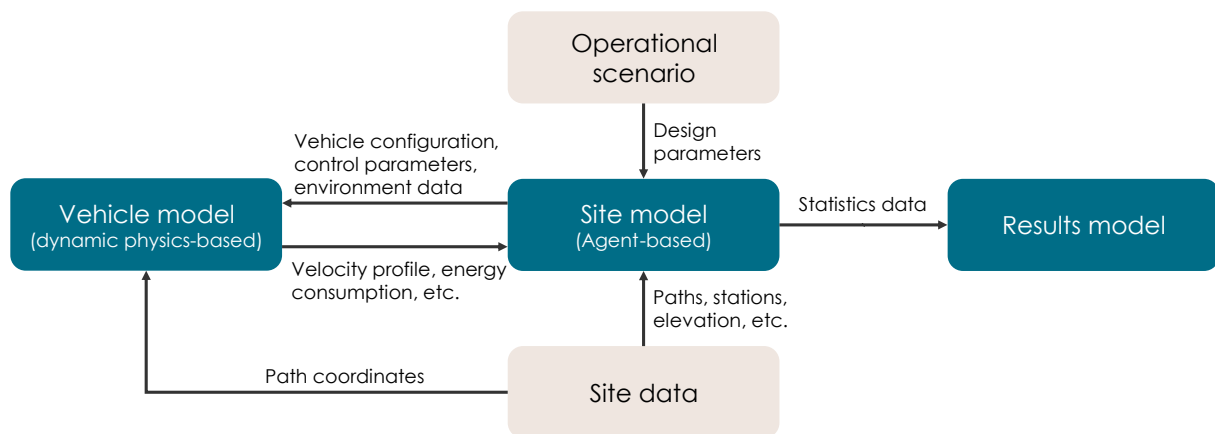 Operational
scenario
Design
parameters
Vehicle configuration,
control parameters,
environment data
Vehicle model
(dynamic physics-based)
Site model
(Agent-based)
Statistics data
Results model
Velocity profile, energy
consumption, etc.
Paths, stations,
elevation, etc.
Path coordinates
Site data